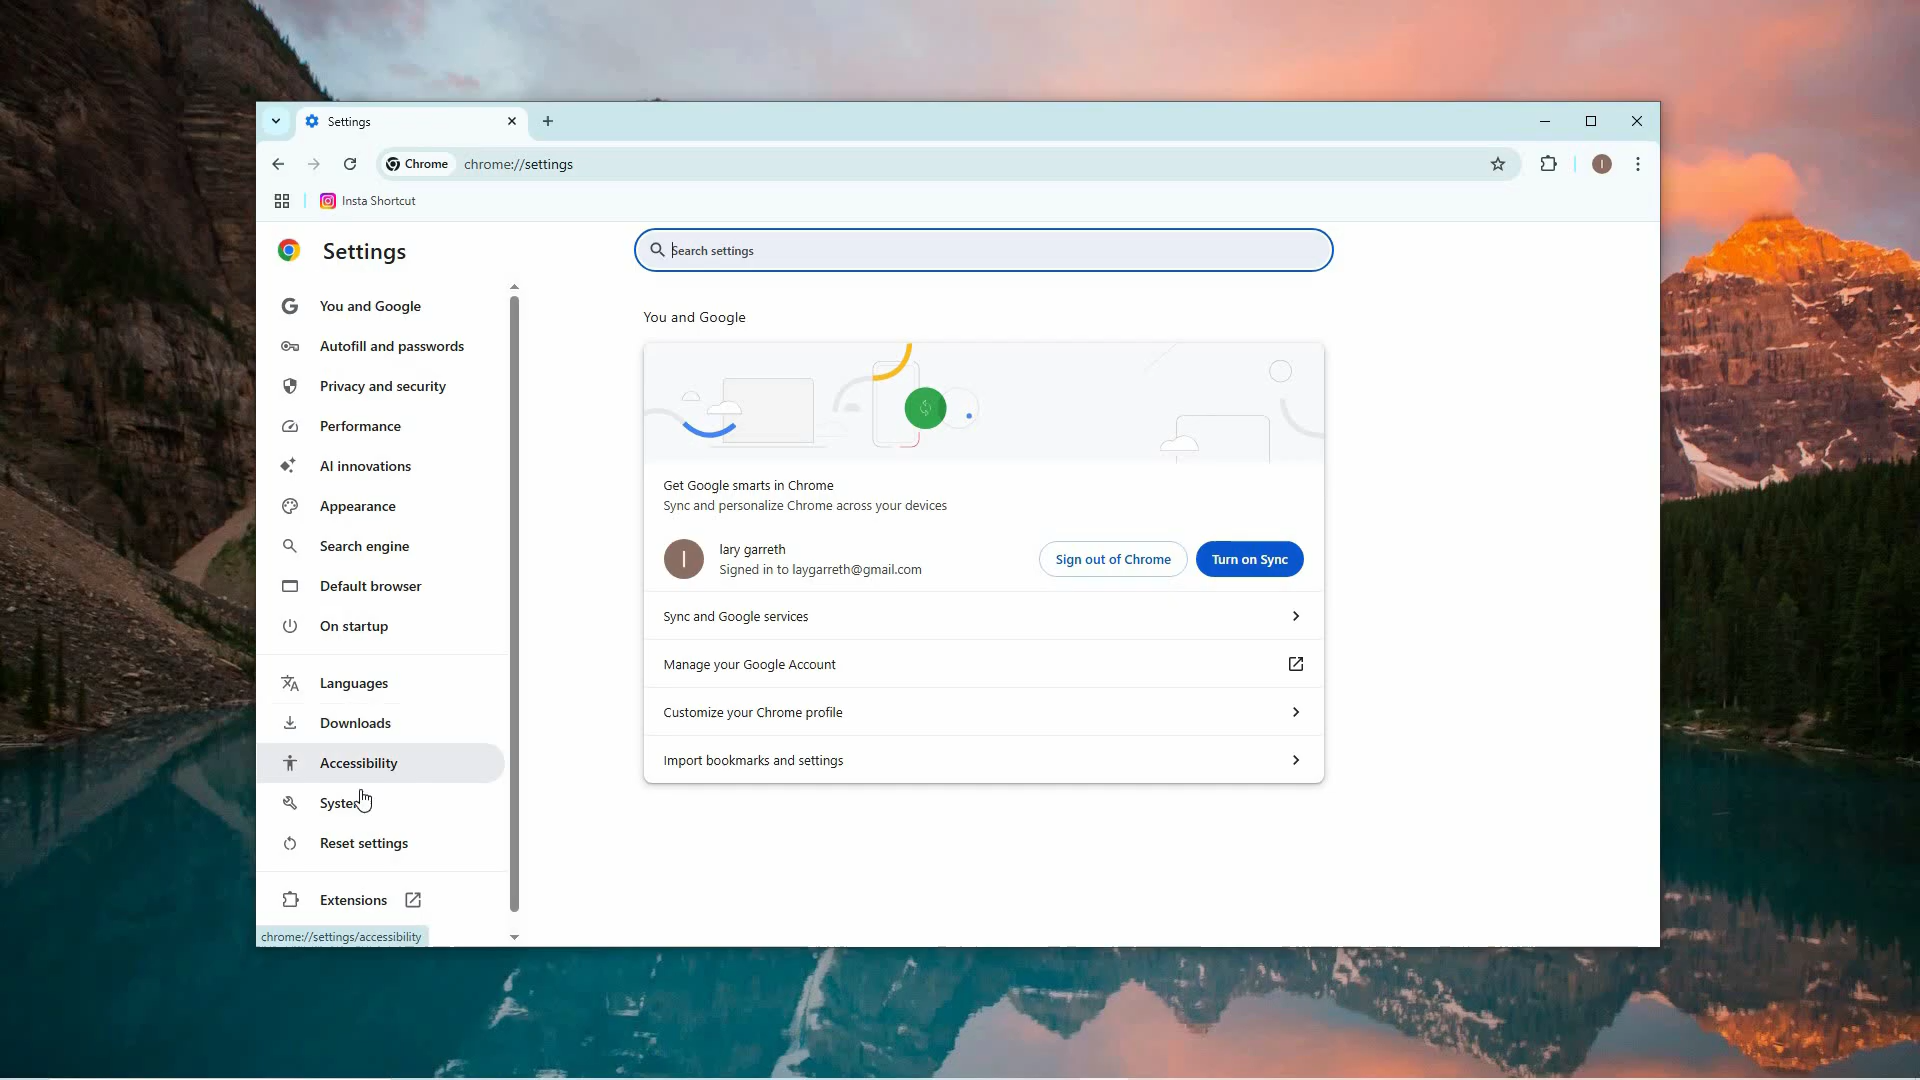 Settings
Chrome
chrome://settings
Insta Shortcut
Settings
Search settings
You and Google
Autofill and passwords
Privacy and security
Performance
AI innovations
Appearance
Search engine
Default browser
On startup
Languages
Downloads
Accessibility
System
Reset settings
Extensions
chrome://settings/accessibility
You and Google
Get Google smarts in Chrome
Sync and personalize Chrome across your devices
lary garreth
Signed in to laygarreth@gmail.com
Sign out of Chrome
Turn on Sync
Sync and Google services
Manage your Google Account
Customize your Chrome profile
Import bookmarks and settings